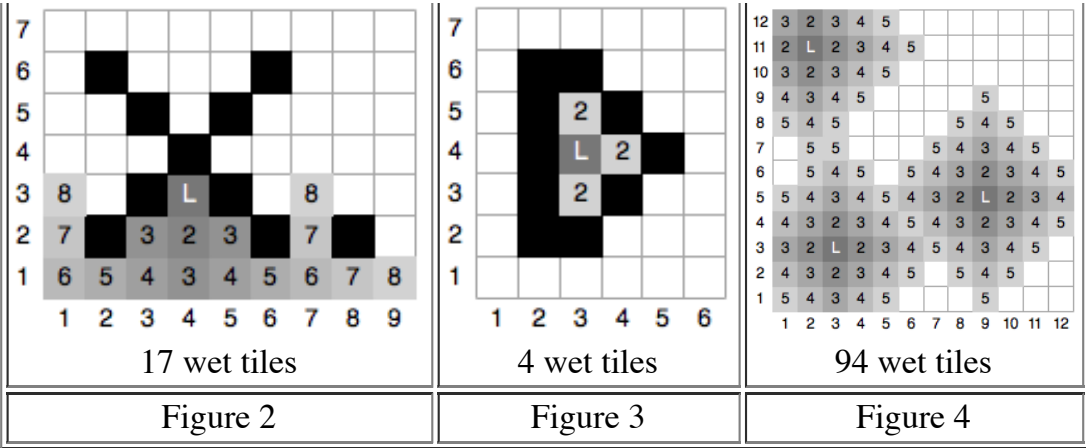 7
6
5
4
3 8 L 8
2 7 3 2 3 7
1 6 5 4 3 4 5 6 7 8
1 2 3 4 5 6 7 8 9
17 wet tiles
Figure 2
7
6
5 2
4 L 2
3 2
2
1
1 2 3 4 5 6
4 wet tiles
Figure 3
12 3 2 3 4 5
11 2 L 2 3 4 5
10 3 2 3 4 5
9 4 3 4 5 5
8 5 4 5 5 4 5
7 5 5 5 4 3 4 5
6 5 4 5 5 4 3 2 3 4 5
5 5 4 3 4 5 4 3 2 L 2 3 4
4 4 3 2 3 4 5 4 3 2 3 4 5
3 3 2 L 2 3 4 5 4 3 4 5
2 4 3 2 3 4 5 5 4 5
1 5 4 3 4 5 5
1 2 3 4 5 6 7 8 9 10 11 12
94 wet tiles
Figure 4